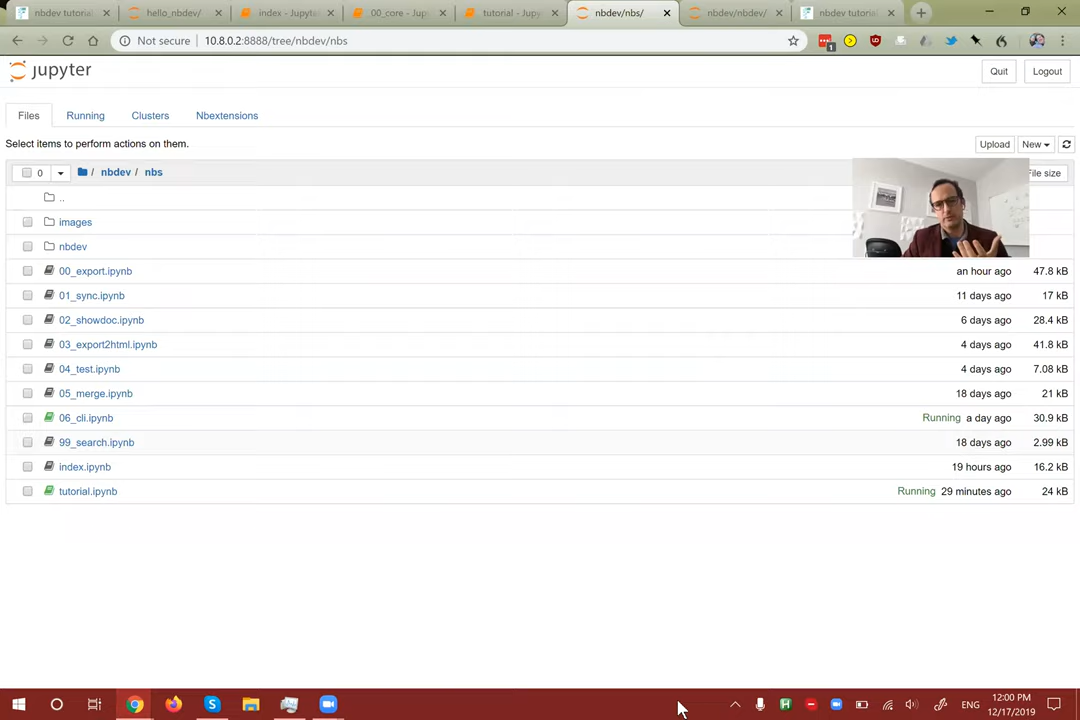 nbdev tutorial
hello_nbdev/
index - Jupyte
00_core - Jup
tutorial - Jupy
nbdev/nbs/
nbdev/nbdev/
nbdev tutorial
Not secure
10.8.0.2:8888/tree/nbdev/nbs
1
jupyter
Quit
Logout
Files
Running
Clusters
Nbextensions
Select items to perform actions on them.
Upload
New
0
/ nbdev / nbs
File size
..
images
nbdev
00_export.ipynb an hour ago 47.8 kB
01_sync.ipynb 11 days ago 17 kB
02_showdoc.ipynb 6 days ago 28.4 kB
03_export2html.ipynb 4 days ago 41.8 kB
04_test.ipynb 4 days ago 7.08 kB
05_merge.ipynb 18 days ago 21 kB
06_cli.ipynb Running a day ago 30.9 kB
99_search.ipynb 18 days ago 2.99 kB
index.ipynb 19 hours ago 16.2 kB
tutorial.ipynb Running 29 minutes ago 24 kB
ENG
12:00 PM
12/17/2019